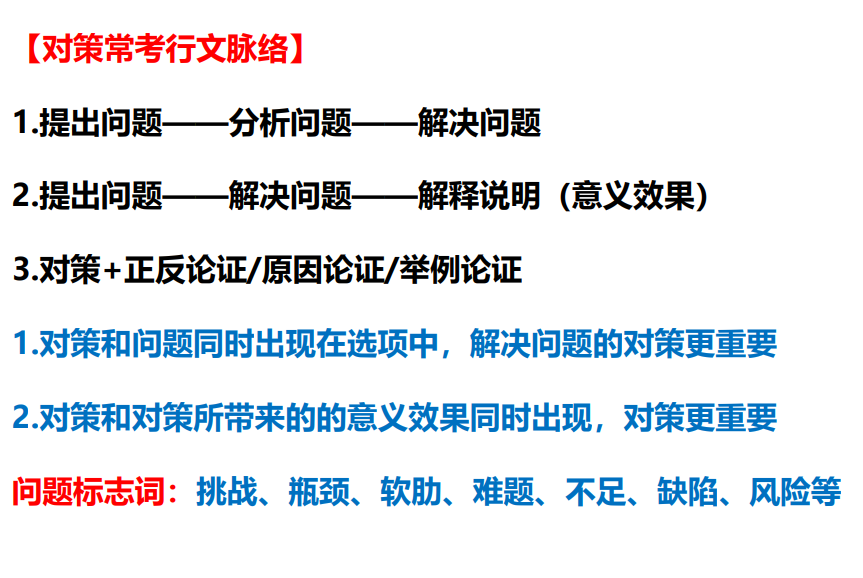 【对策常考行文脉络】
1.提出问题——分析问题——解决问题
2.提出问题——解决问题——解释说明（意义效果）
3.对策+正反论证/原因论证/举例论证
1.对策和问题同时出现在选项中，解决问题的对策更重要
2.对策和对策所带来的的意义效果同时出现，对策更重要
问题标志词：挑战、瓶颈、软肋、难题、不足、缺陷、风险等